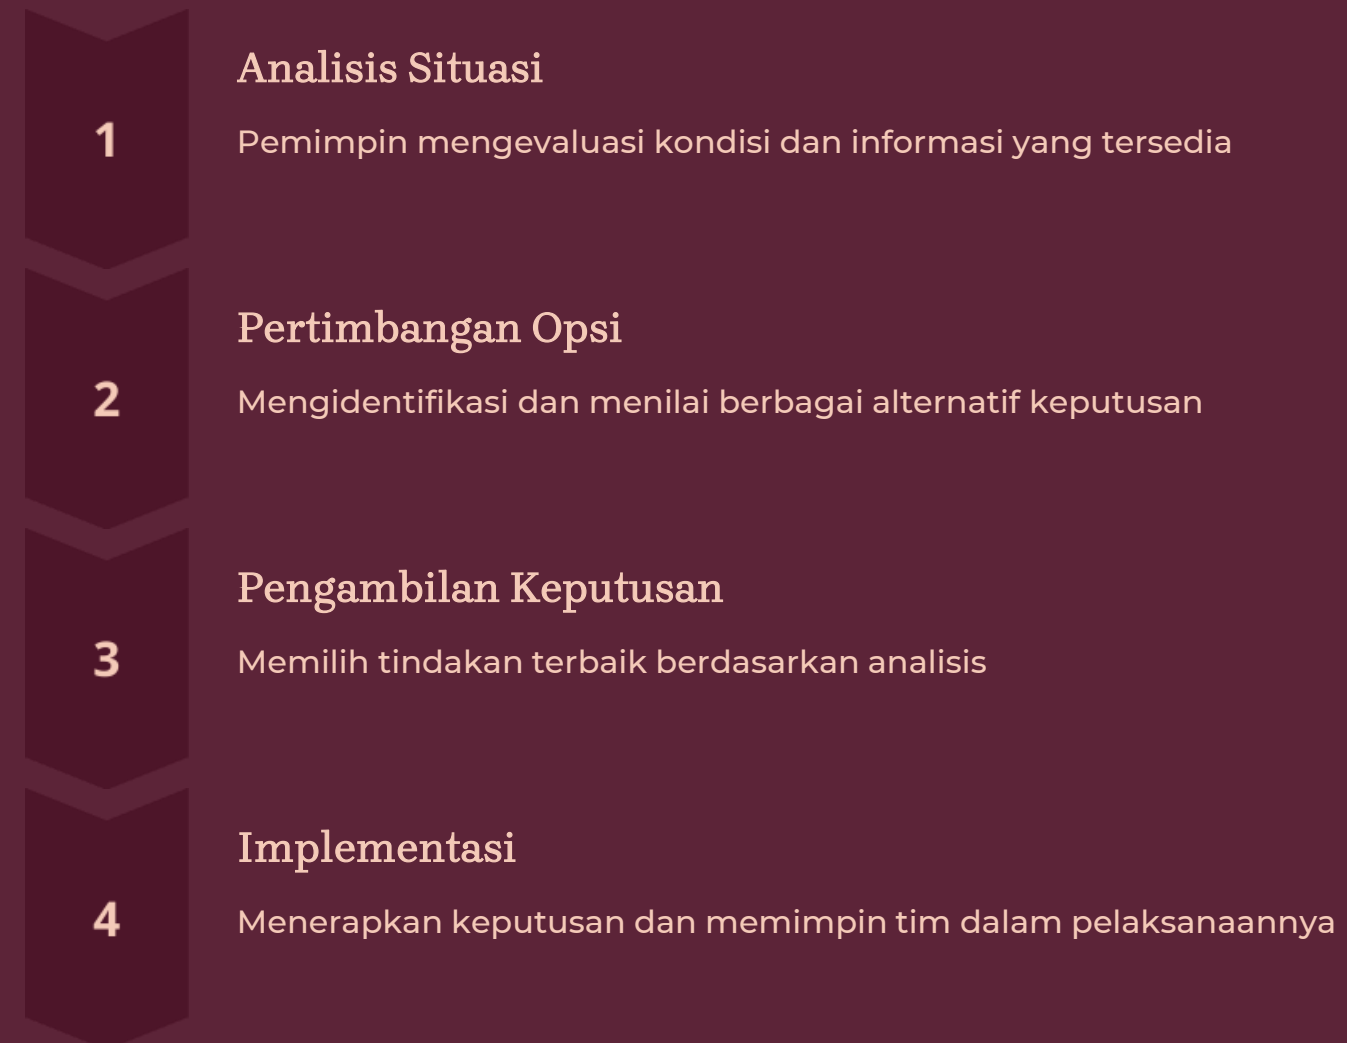 1
Analisis Situasi
Pemimpin mengevaluasi kondisi dan informasi yang tersedia
2
Pertimbangan Opsi
Mengidentifikasi dan menilai berbagai alternatif keputusan
3
Pengambilan Keputusan
Memilih tindakan terbaik berdasarkan analisis
4
Implementasi
Menerapkan keputusan dan memimpin tim dalam pelaksanaannya